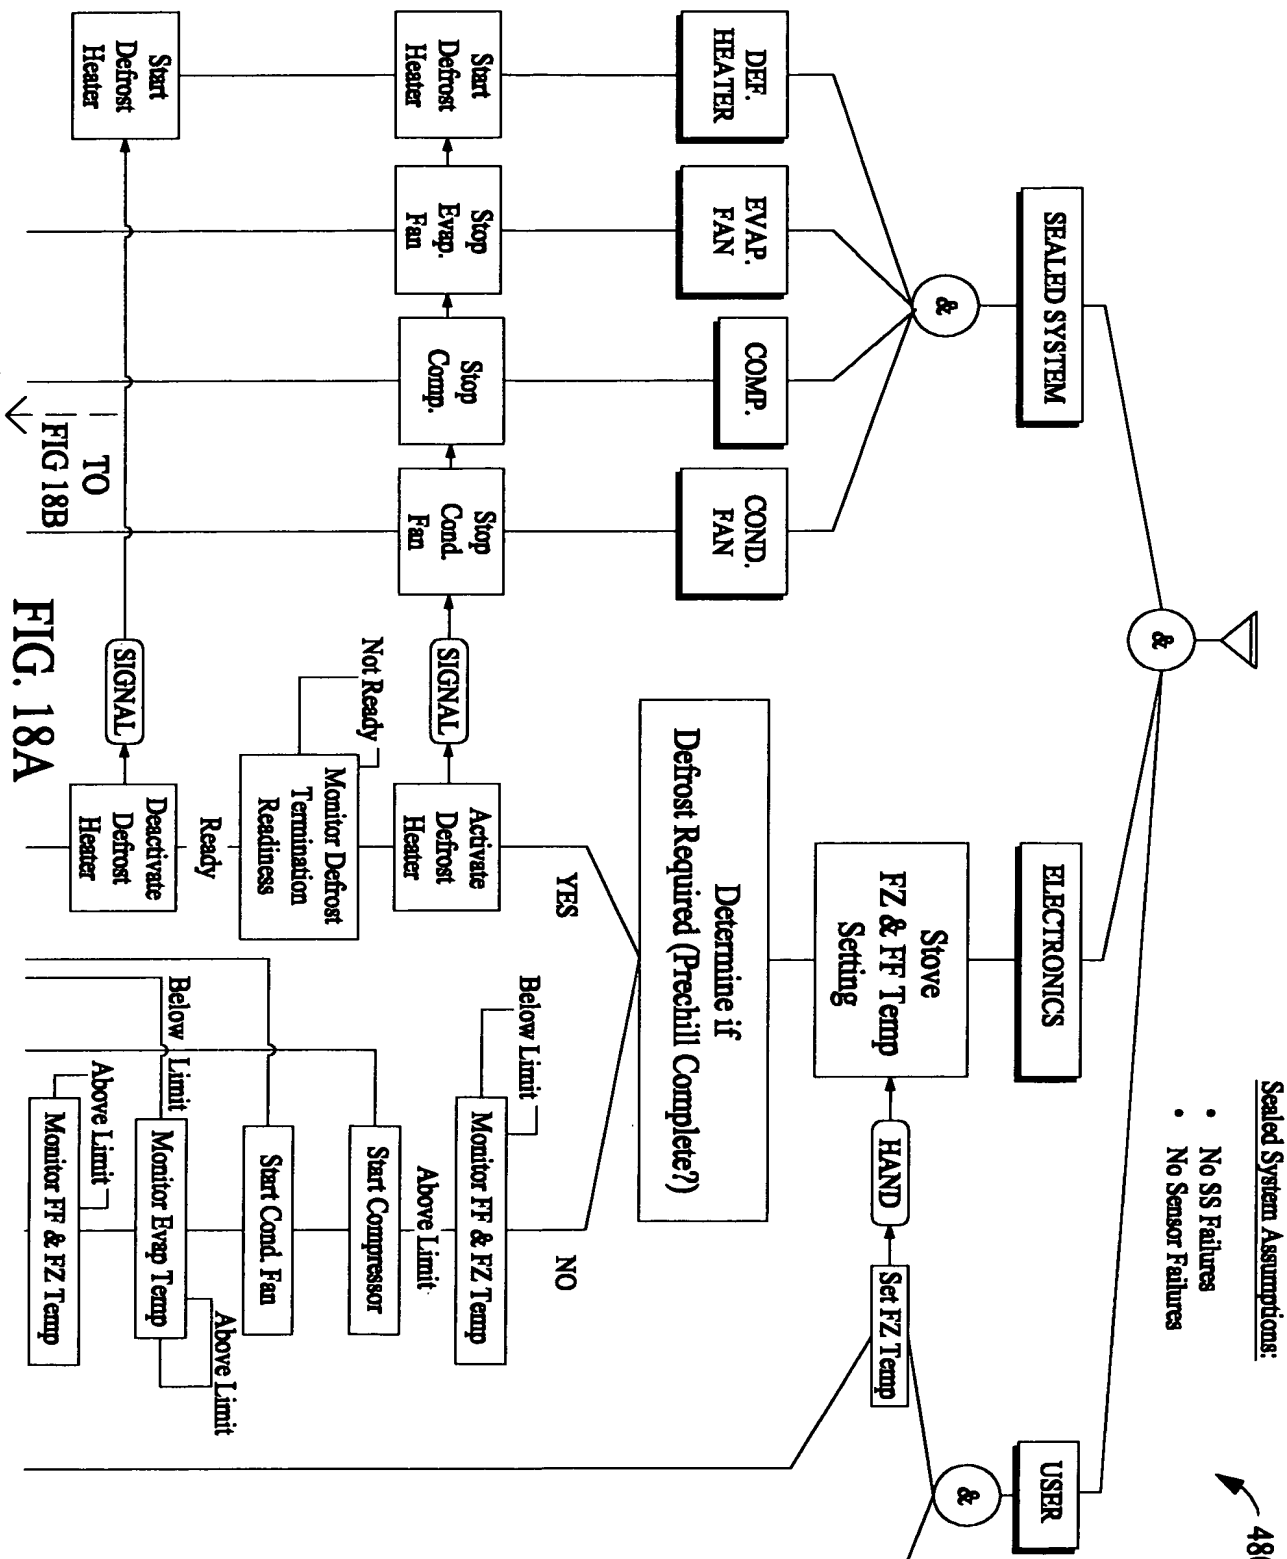 Sealed System Assumptions:
• No SS Failures
• No Sensor Failures
&
SEALED SYSTEM
ELECTRONICS
USER
&
&
Stove
FZ & FF Temp
Setting
HAND
Set FZ Temp
DEF.
HEATER
EVAP.
FAN
COMP.
COND.
FAN
Determine if
Defrost Required (Prechill Complete?)
YES
NO
Start
Defrost
Heater
Stop
Evap.
Fan
Stop
Comp.
Stop
Cond.
Fan
SIGNAL
Activate
Defrost
Heater
Below Limit
Monitor FF & FZ Temp
Above Limit
Not Ready
Monitor Defrost
Termination
Readiness
Ready
Start Compressor
Start Cond. Fan
Start
Defrost
Heater
SIGNAL
Deactivate
Defrost
Heater
Below Limit
Monitor Evap Temp
Above Limit
Above Limit
Monitor FF & FZ Temp
TO
FIG 18B
FIG. 18A